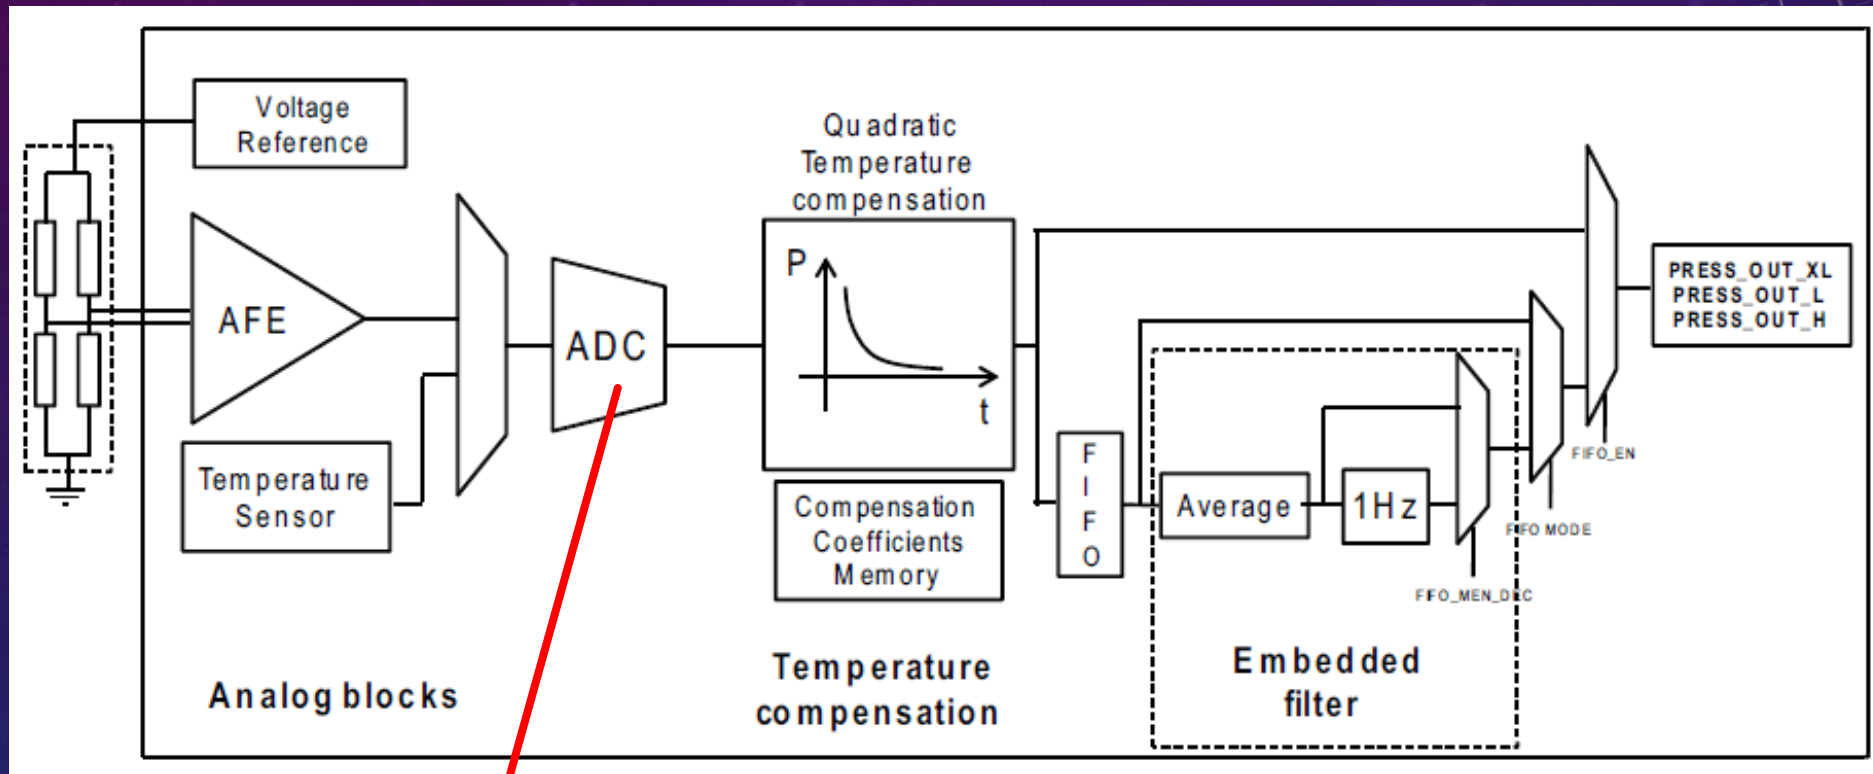 Voltage
Reference
AFE
Temperature
Sensor
ADC
Analog blocks
Quadratic
Temperature
compensation
P
t
Compensation
Coefficients
Memory
Temperature
compensation
F
I
F
O
Average
1Hz
FIFO_MEN_DEC
FIFO MODE
FIFO_EN
Embedded
filter
PRESS_OUT_XL
PRESS_OUT_L
PRESS_OUT_H